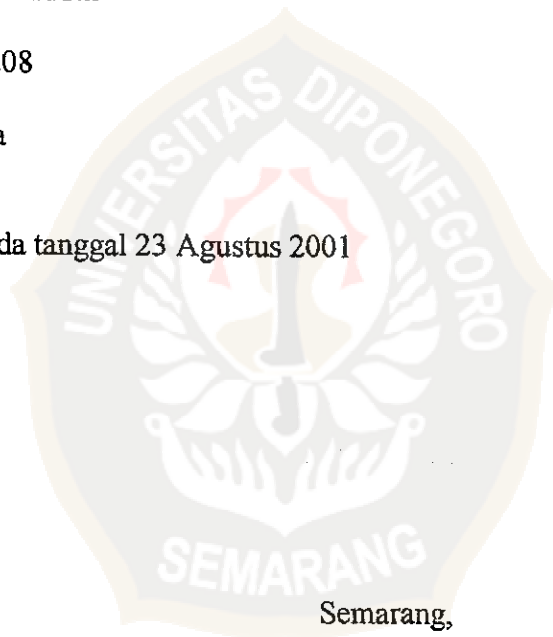 08
a
da tanggal 23 Agustus 2001
UNIVERSITAS DIPONEGORO
SEMARANG
Semarang,